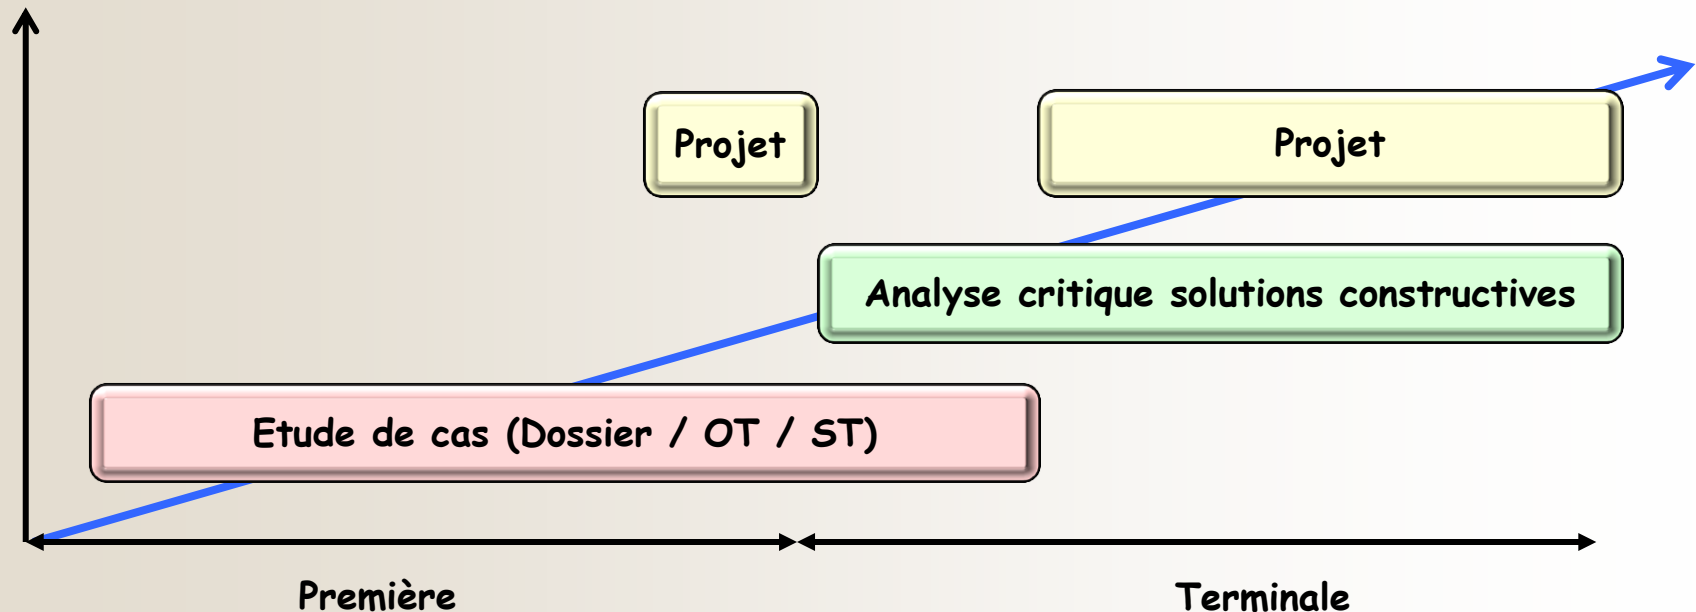 Projet
Projet
Analyse critique solutions constructives
Etude de cas (Dossier / OT / ST)
Première
Terminale